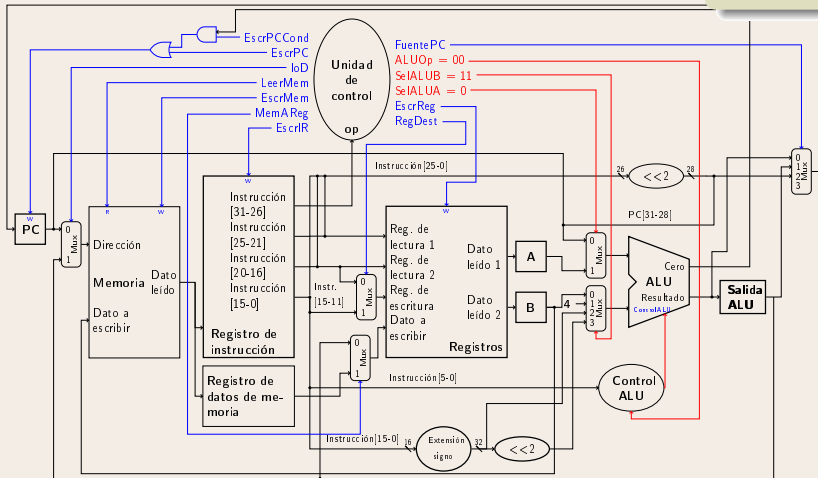 EscrPCCond
EscrPC
IoD
LeerMem
EscrMem
MemAReg
EscrIR
Unidad
de
control
op
FuentePC
ALUOp = 00
SelALUB = 11
SelALUA = 0
EscrReg
RegDest
Instrucción[25-0]
26
<<2
28
0
1
2
3
Mux
PC[31-28]
W
PC
0
1
Mux
R
W
Dirección
Memoria
Dato
leído
Dato a
escribir
W
Instrucción
[31-26]
Instrucción
[25-21]
Instrucción
[20-16]
Instrucción
[15-0]
Registro de
instrucción
Registro de
datos de me-
moria
Instr.
[15-11]
0
1
Mux
0
1
Mux
W
Reg. de
lectura 1
Reg. de
lectura 2
Reg. de
escritura
Dato a
escribir
Dato
leído 1
Dato
leído 2
Registros
A
B
4
0
1
Mux
0
1
2
3
Mux
Cero
ALU
Resultado
ControlALU
Salida
ALU
Instrucción[5-0]
Control
ALU
Instrucción[15-0]
16
Extensión
signo
32
<<2